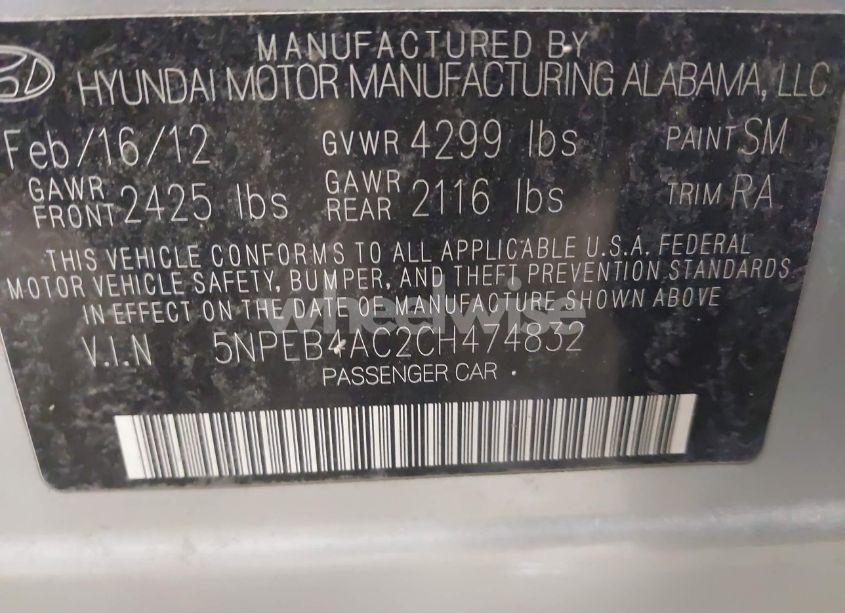 MANUFACTURED BY
HYUNDAI MOTOR MANUFACTURING ALABAMA, LLC
Feb/16/12 GVWR 4299 lbs PAINT SM
GAWR FRONT 2425 lbs GAWR REAR 2116 lbs TRIM RA
THIS VEHICLE CONFORMS TO ALL APPLICABLE U.S.A. FEDERAL
MOTOR VEHICLE SAFETY, BUMPER, AND THEFT PREVENTION STANDARDS
IN EFFECT ON THE DATE OF MANUFACTURE SHOWN ABOVE
wheelwise
V.I.N 5NPEB4AC2CH474832
PASSENGER CAR